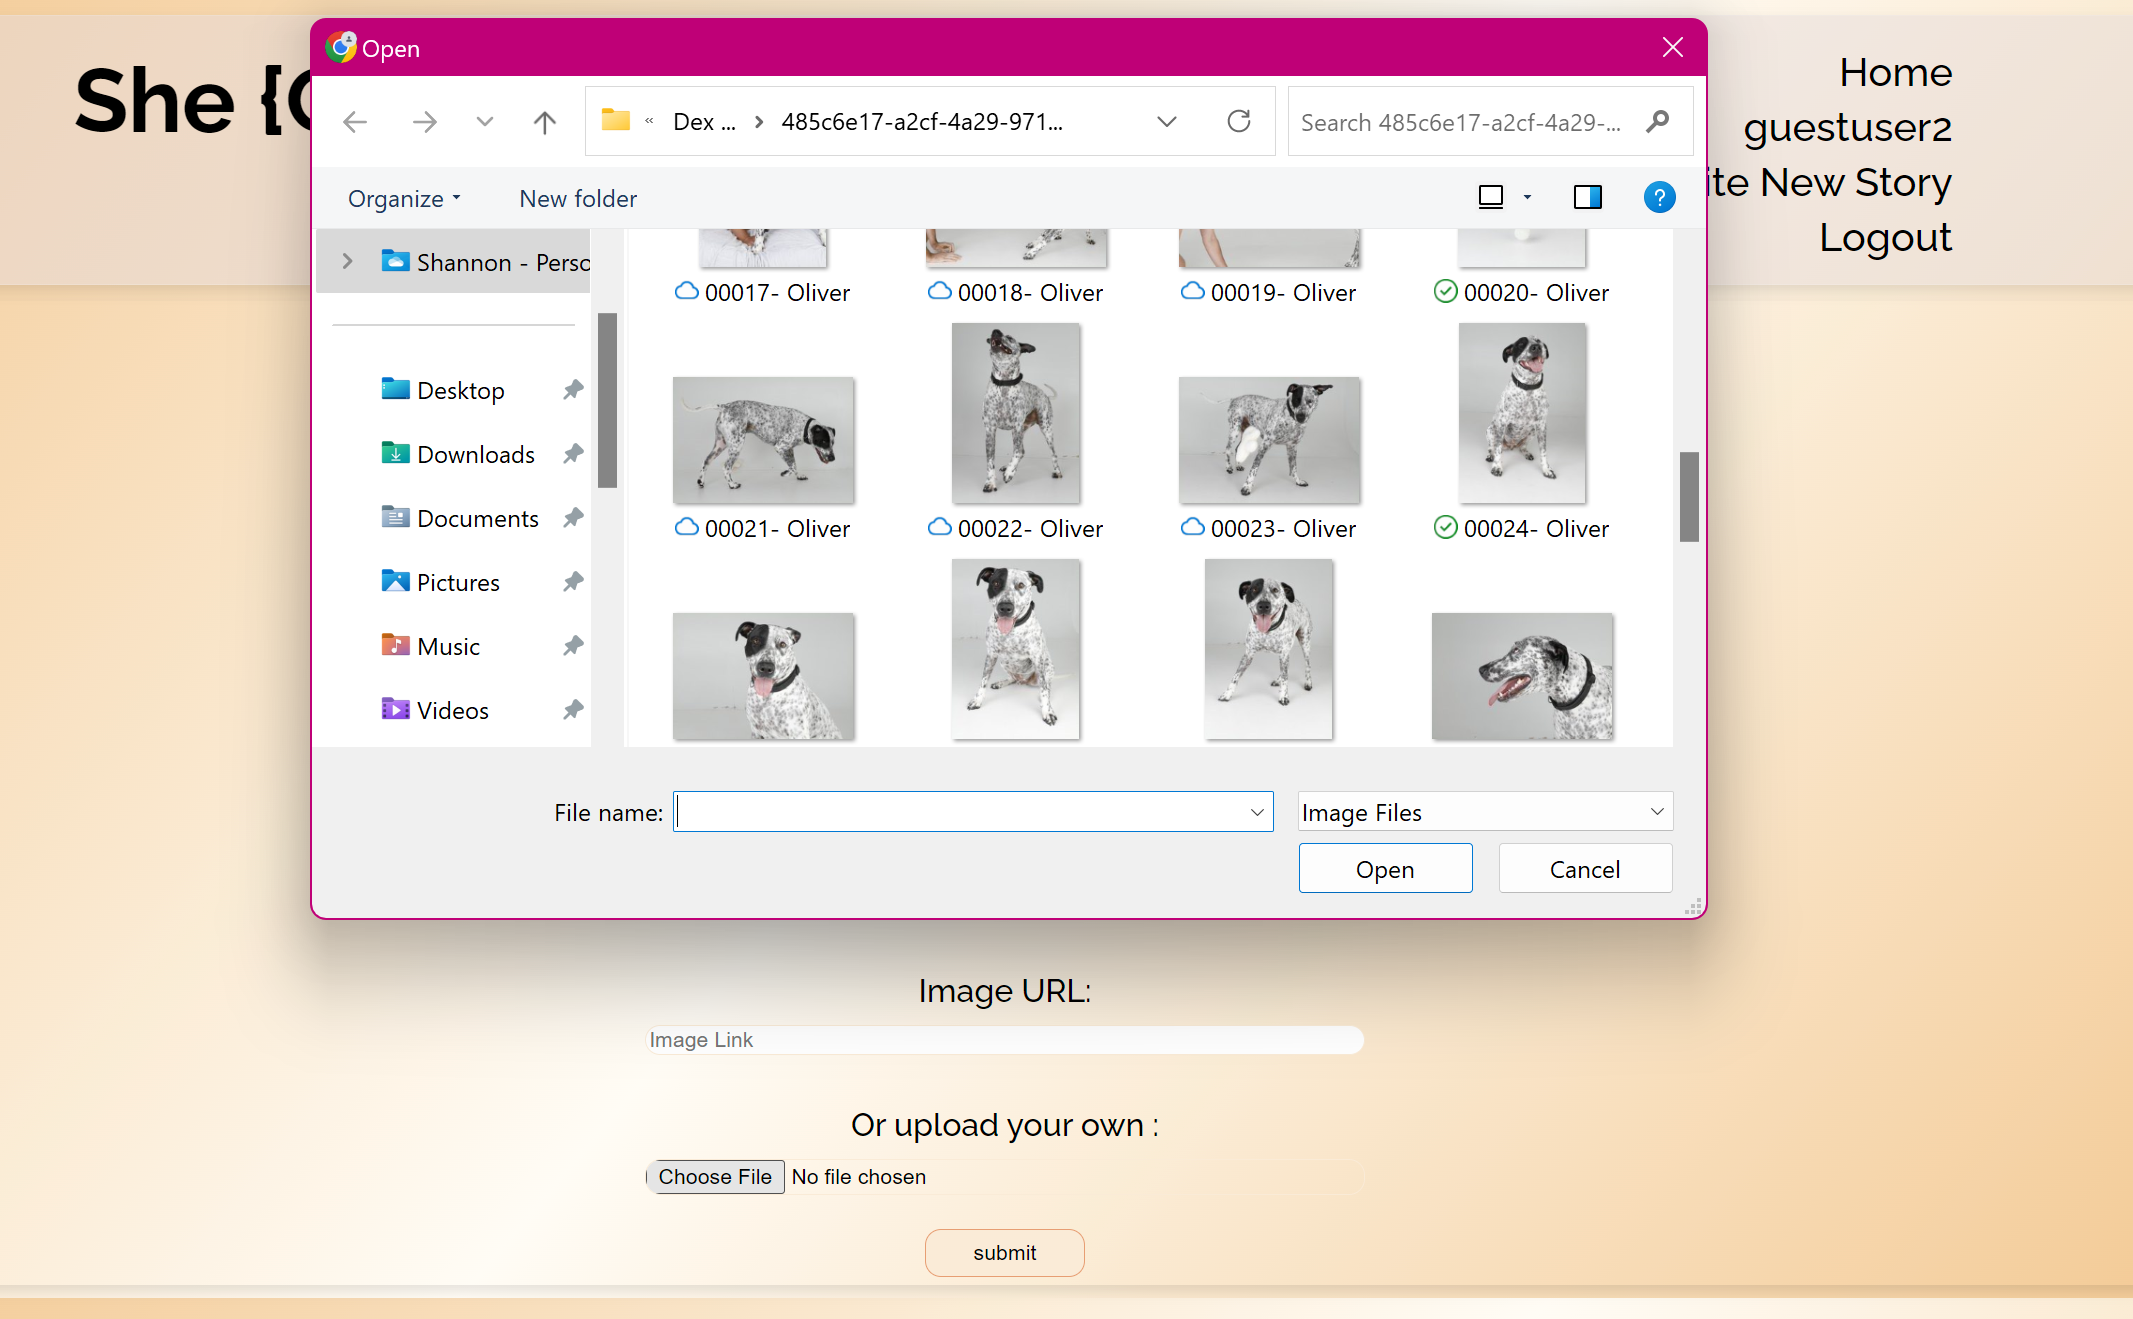 She {
Open
Home
guestuser2
ite New Story
Logout
« Dex ... › 485c6e17-a2cf-4a29-971...
Search 485c6e17-a2cf-4a29-...
Organize
New folder
?
Shannon - Perso
Desktop
Downloads
Documents
Pictures
Music
Videos
00017- Oliver
00018- Oliver
00019- Oliver
00020- Oliver
00021- Oliver
00022- Oliver
00023- Oliver
00024- Oliver
File name:
Image Files
Open
Cancel
Image URL:
Image Link
Or upload your own :
Choose File No file chosen
submit